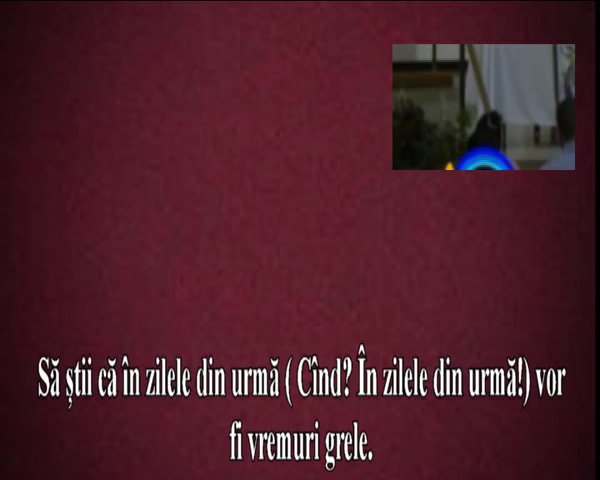 Să știi că în zilele din urmă ( Cînd? În zilele din urmă!) vor
fi vremuri grele.